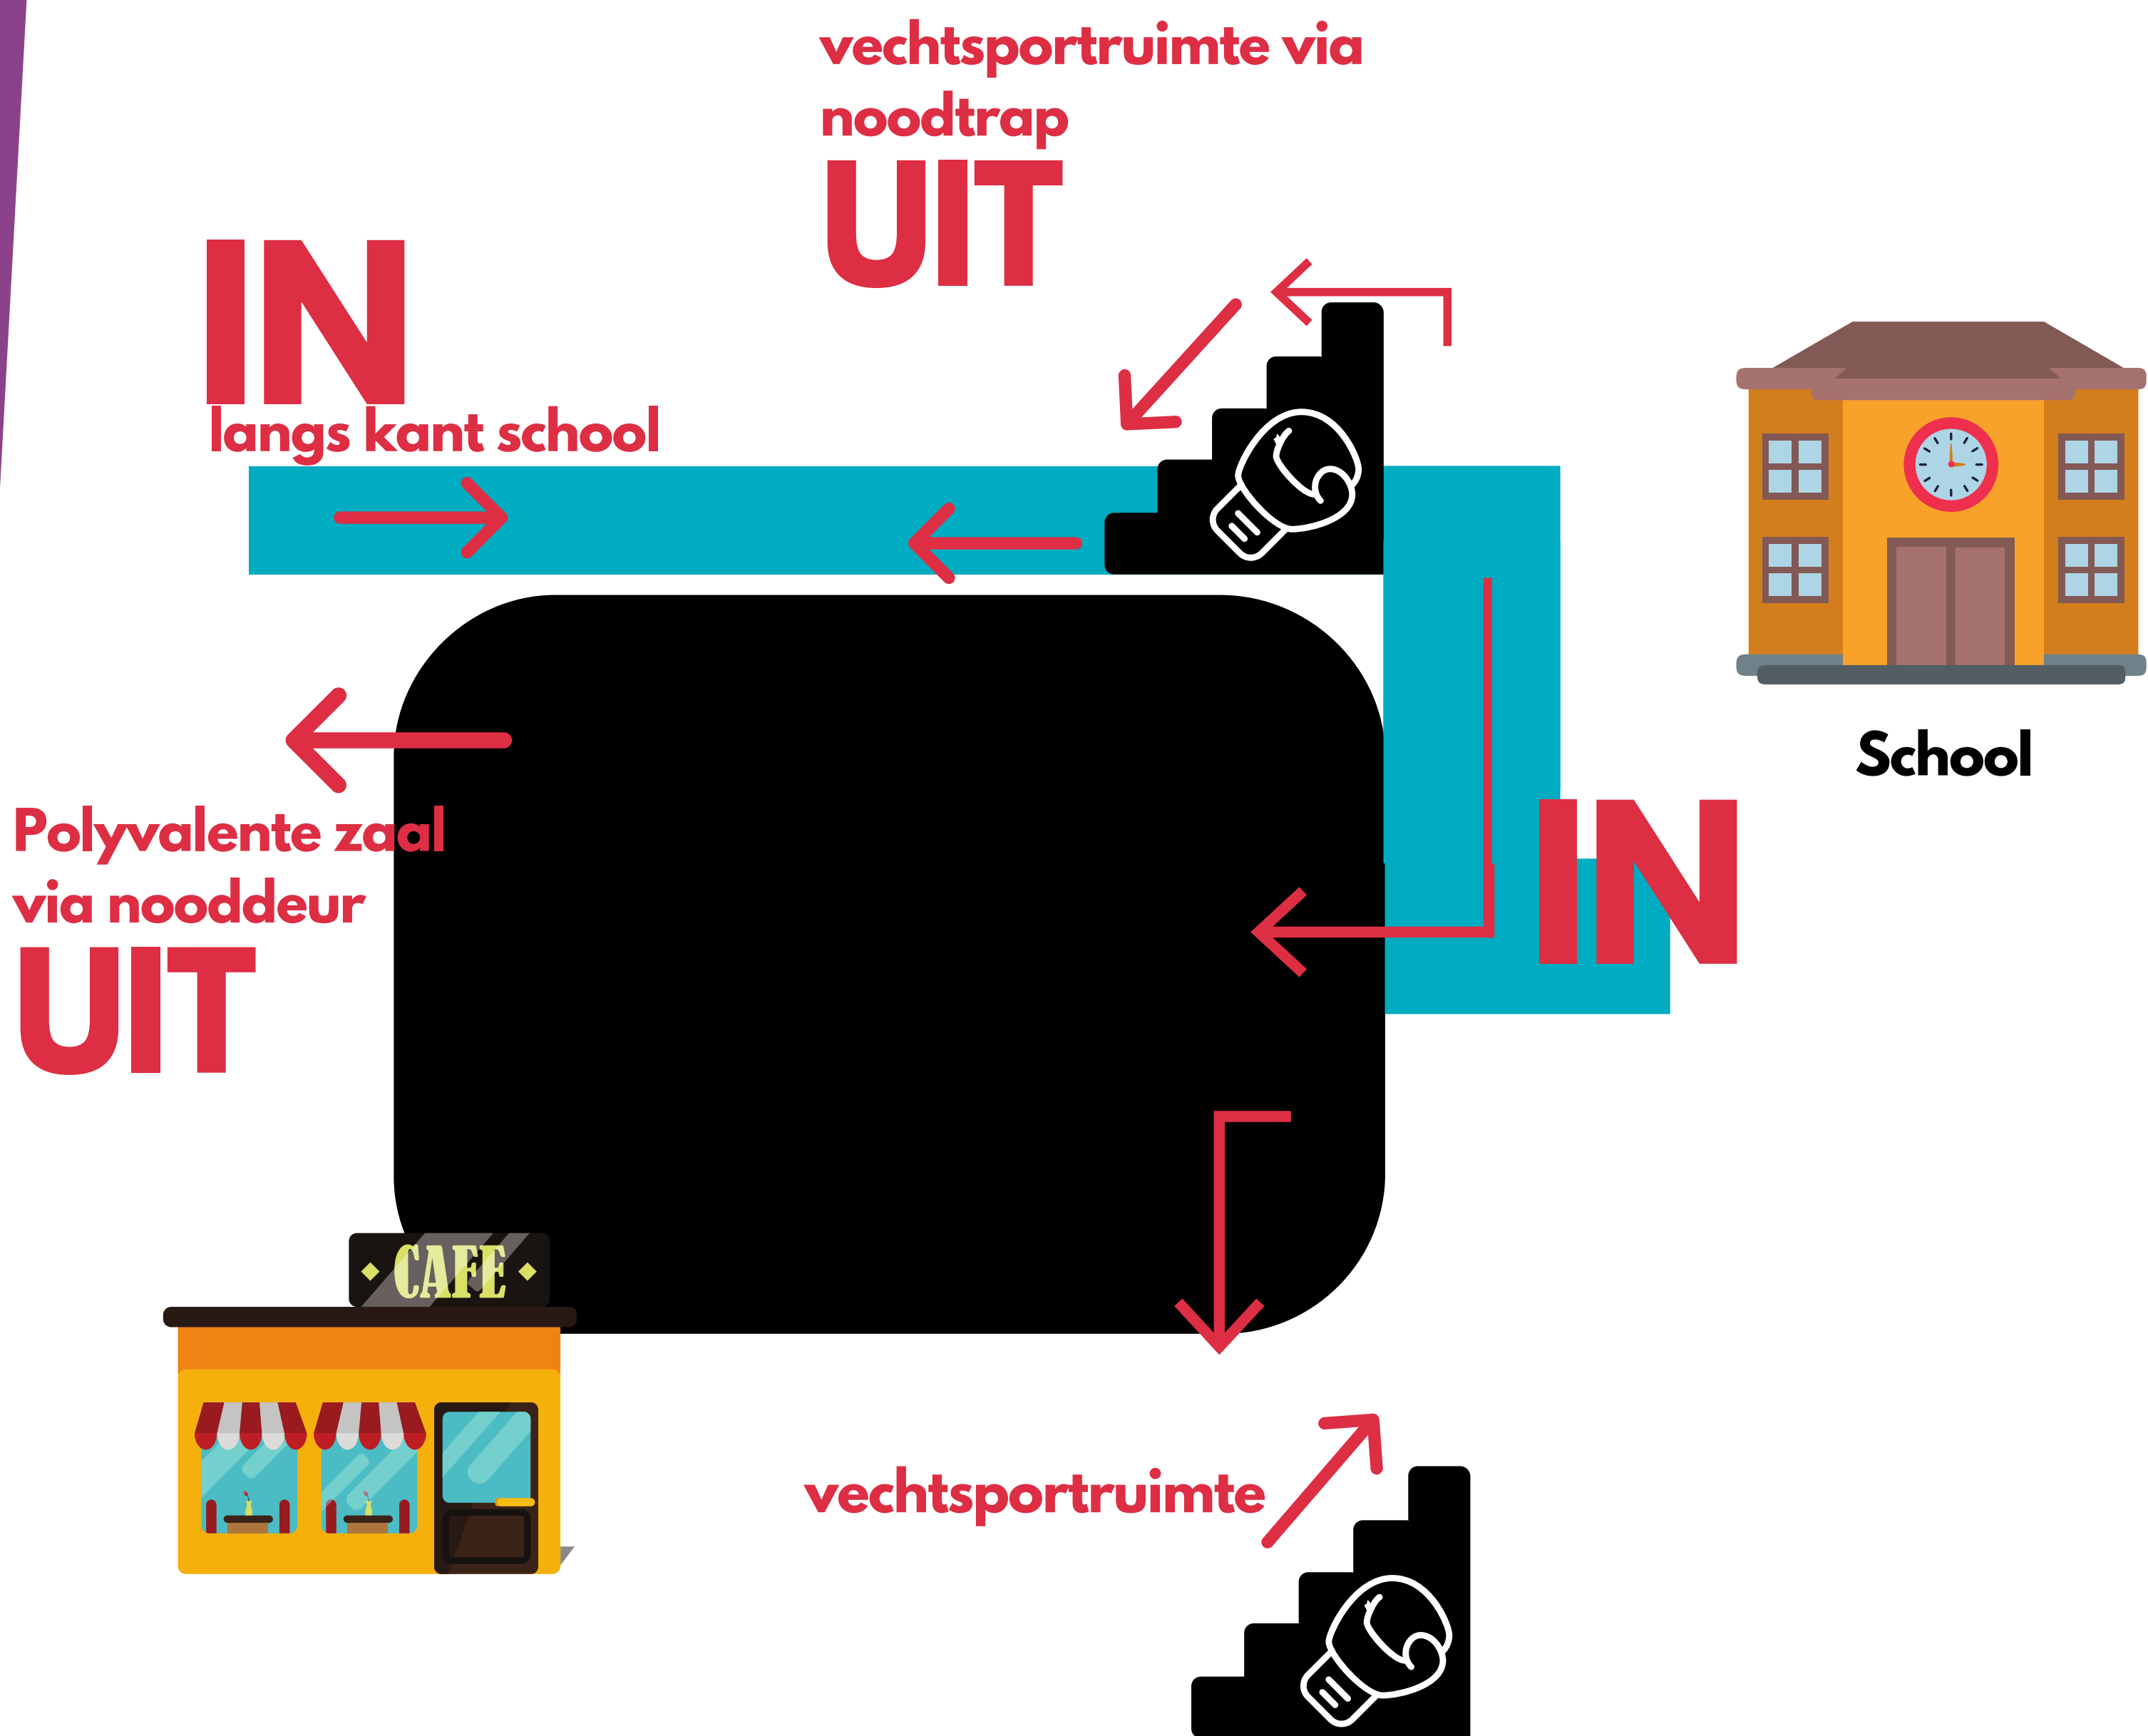 vechtsportruimte via
noodtrap
UIT
IN
langs kant school
School
Polyvalente zaal
via nooddeur
UIT
IN
CAFE
vechtsportruimte